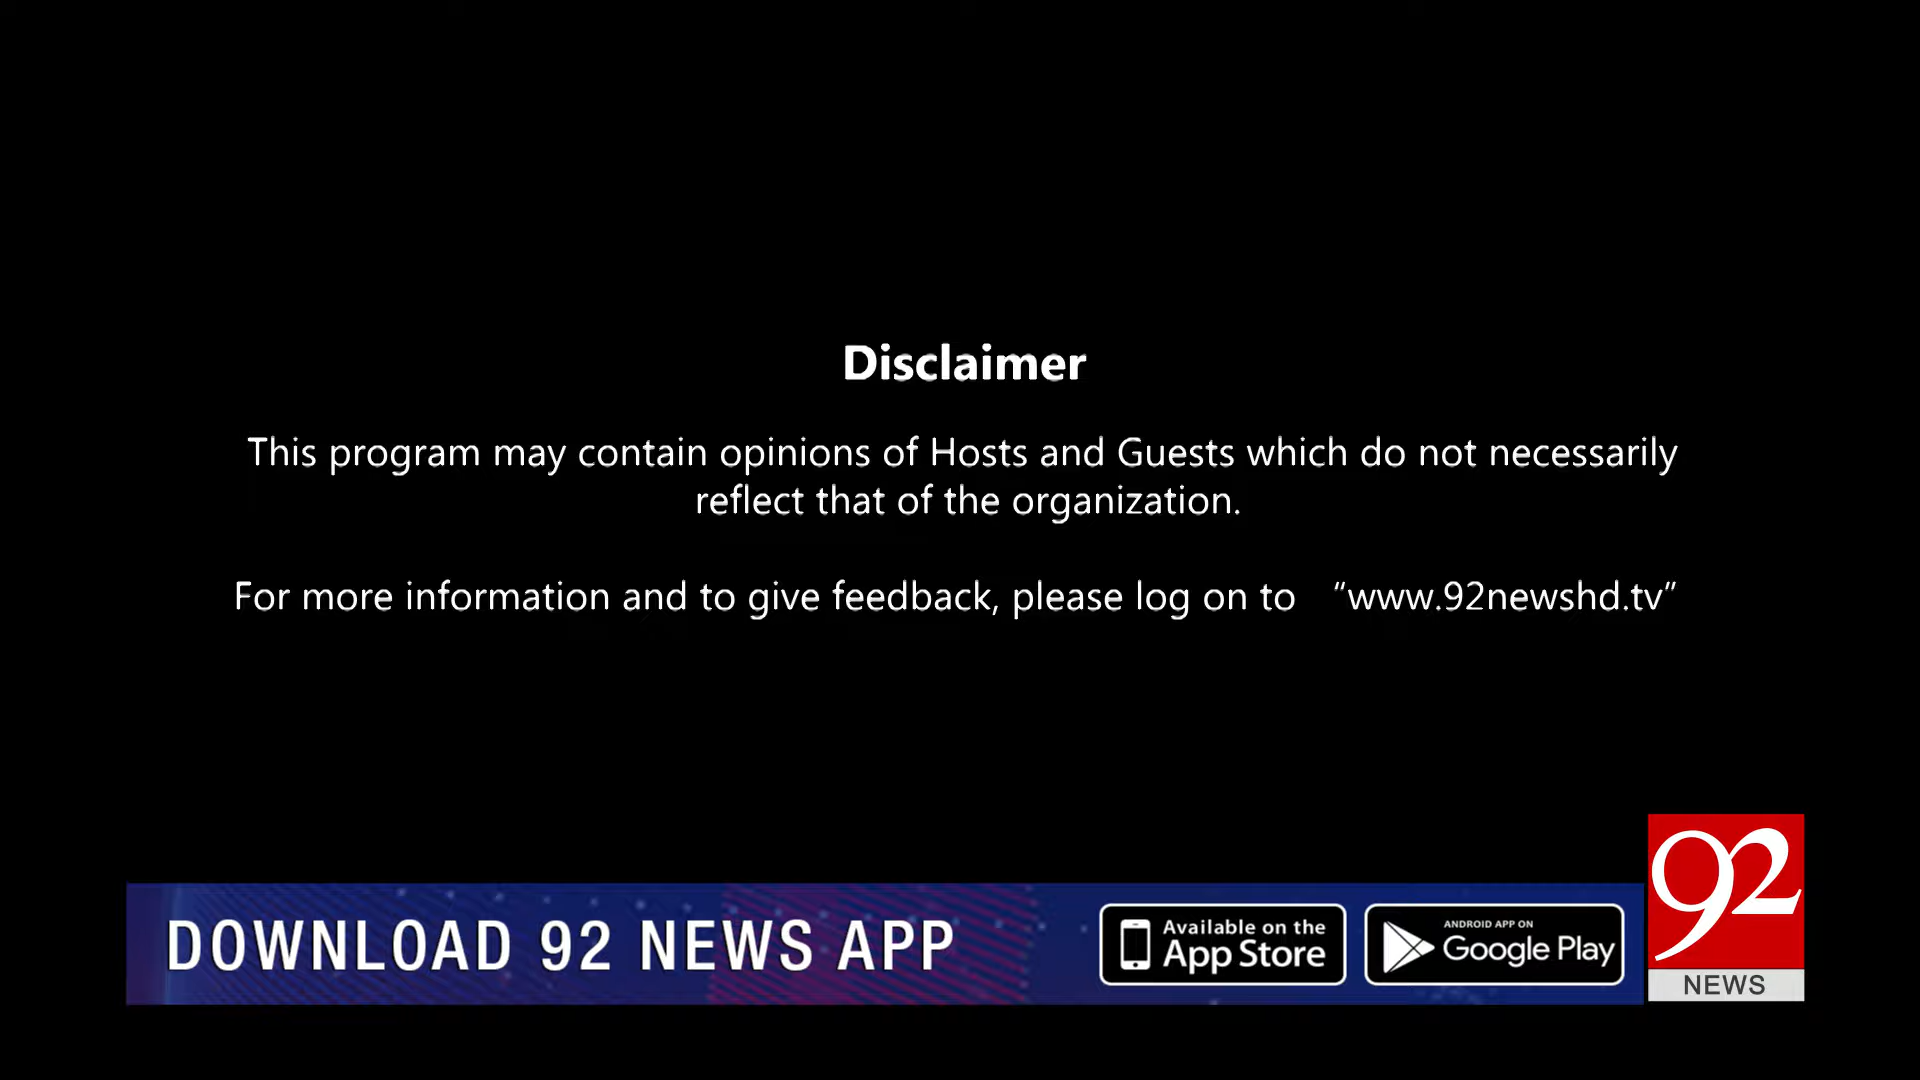 Disclaimer
This program may contain opinions of Hosts and Guests which do not necessarily
reflect that of the organization.
For more information and to give feedback, please log on to “www.92newshd.tv”
DOWNLOAD 92 NEWS APP
Available on the
App Store
ANDROID APP ON
Google Play
92
NEWS